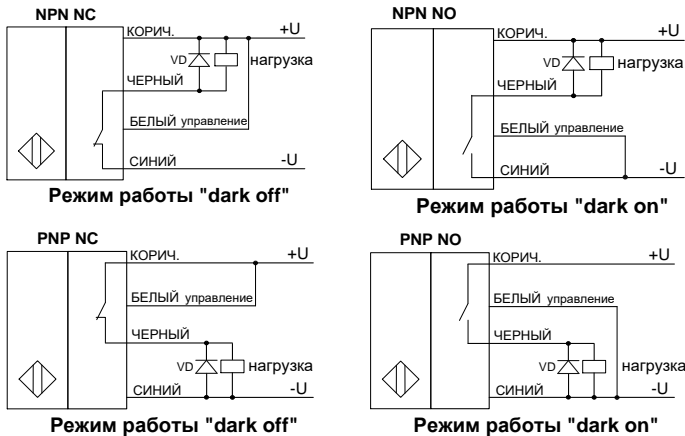 NPN NC
КОРИЧ. +U
VD нагрузка
ЧЕРНЫЙ
БЕЛЫЙ управление
СИНИЙ -U
Режим работы "dark off"
NPN NO
КОРИЧ. +U
VD нагрузка
ЧЕРНЫЙ
БЕЛЫЙ управление
СИНИЙ -U
Режим работы "dark on"
PNP NC
КОРИЧ. +U
БЕЛЫЙ управление
ЧЕРНЫЙ
VD нагрузка
СИНИЙ -U
Режим работы "dark off"
PNP NO
КОРИЧ. +U
БЕЛЫЙ управление
ЧЕРНЫЙ
VD нагрузка
СИНИЙ -U
Режим работы "dark on"